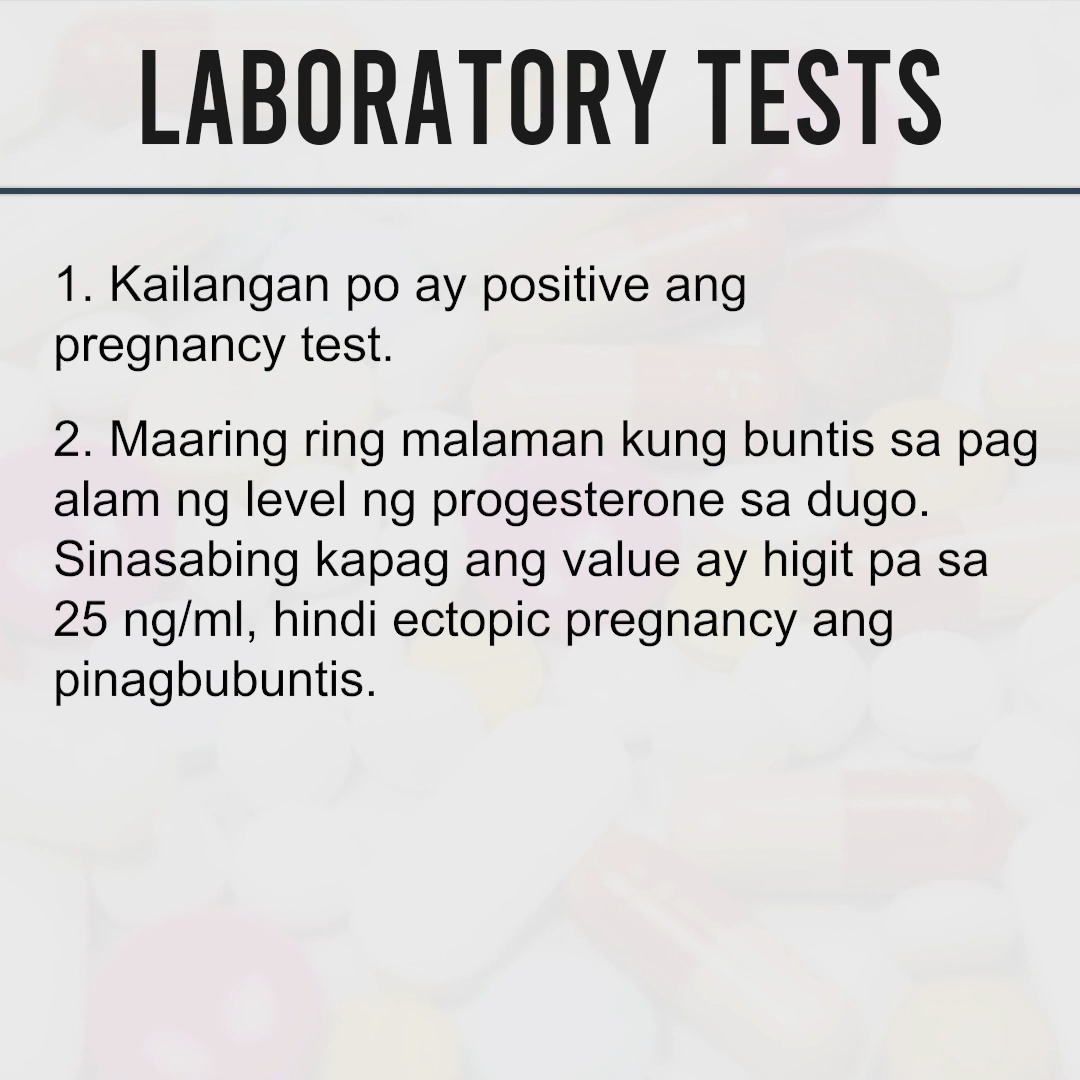 LABORATORY TESTS
1. Kailangan po ay positive ang
pregnancy test.
2. Maaring ring malaman kung buntis sa pag
alam ng level ng progesterone sa dugo.
Sinasabing kapag ang value ay higit pa sa
25 ng/ml, hindi ectopic pregnancy ang
pinagbubuntis.